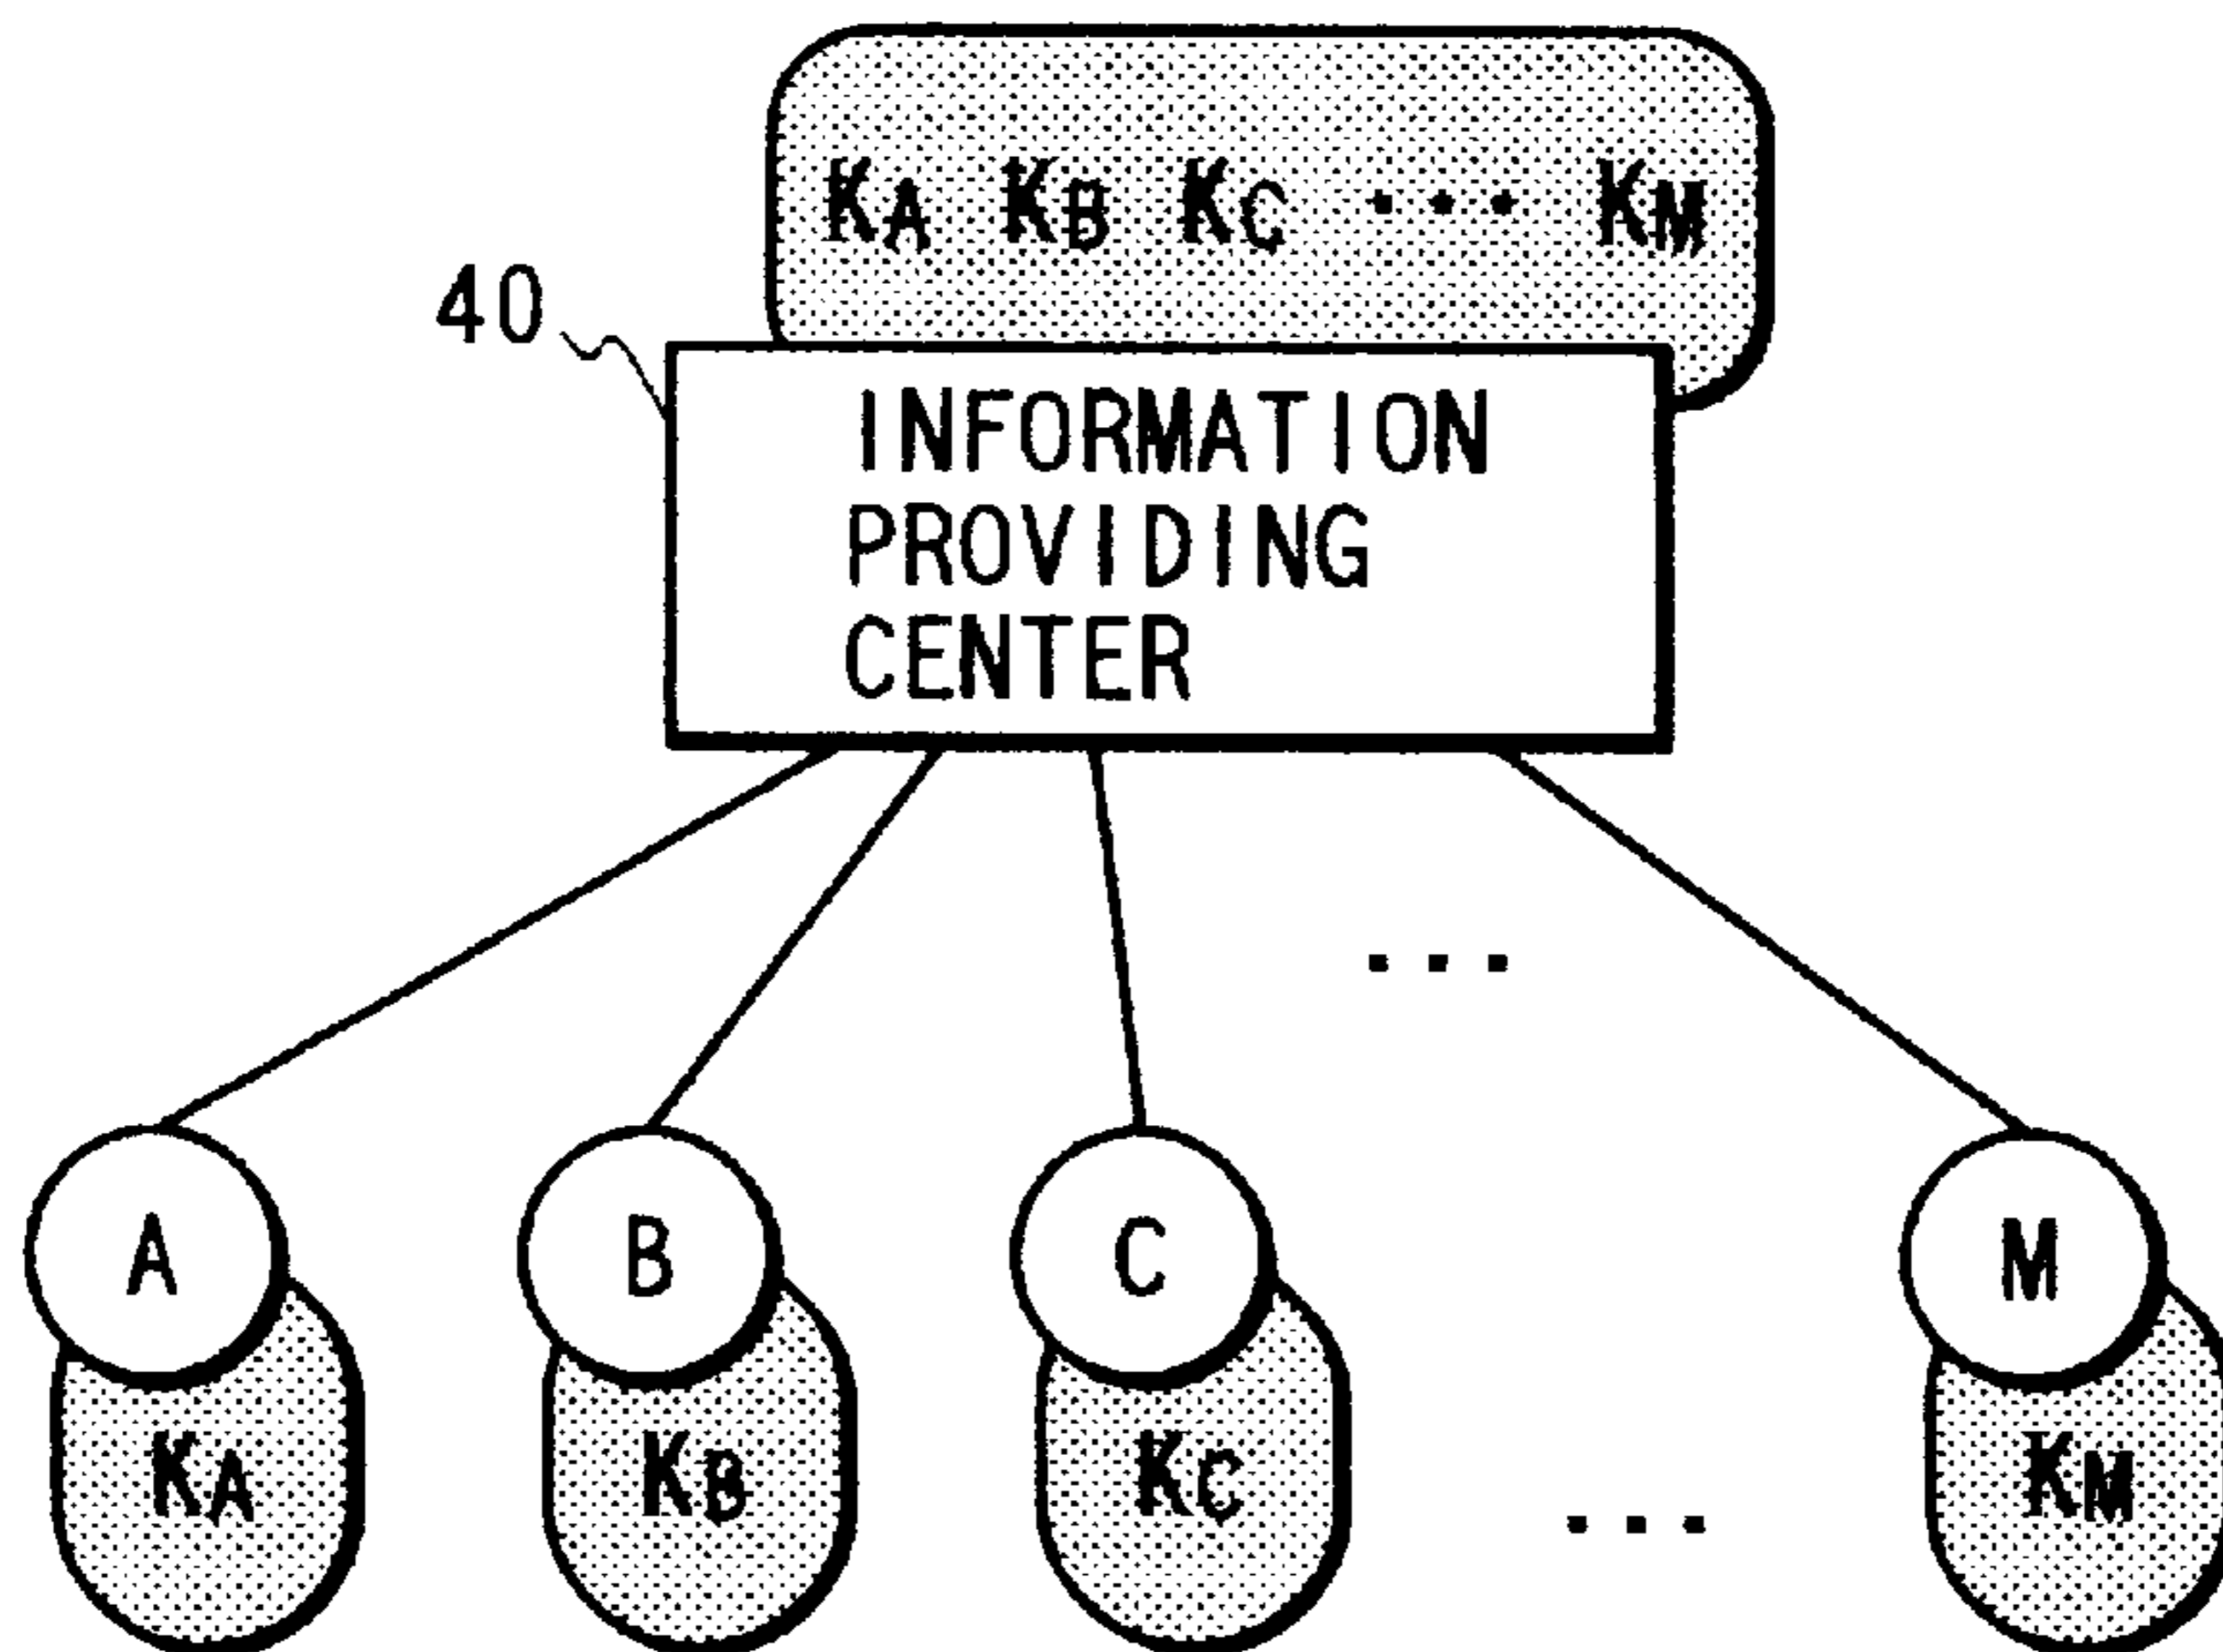 KA KB KC ... KM
40
INFORMATION
PROVIDING
CENTER
...
A B C M
KA KB KC ... KM